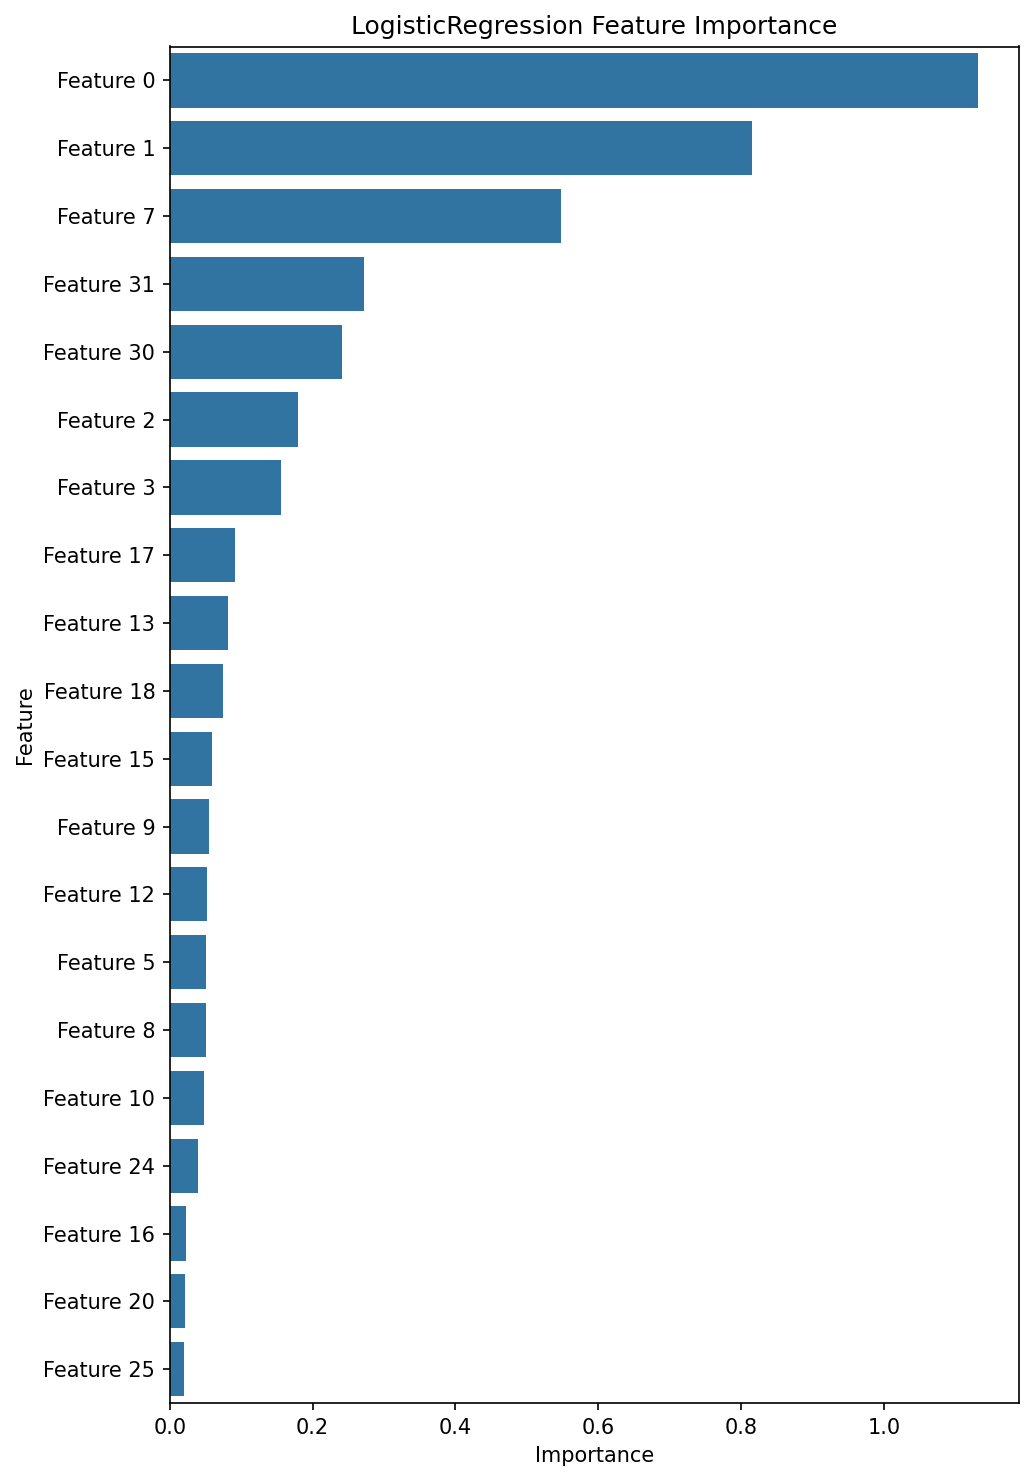 LogisticRegression Feature Importance
Feature 0
Feature 1
Feature 7
Feature 31
Feature 30
Feature 2
Feature 3
Feature 17
Feature 13
Feature 18
Feature 15
Feature 9
Feature 12
Feature 5
Feature 8
Feature 10
Feature 24
Feature 16
Feature 20
Feature 25
Feature
0.0 0.2 0.4 0.6 0.8 1.0
Importance